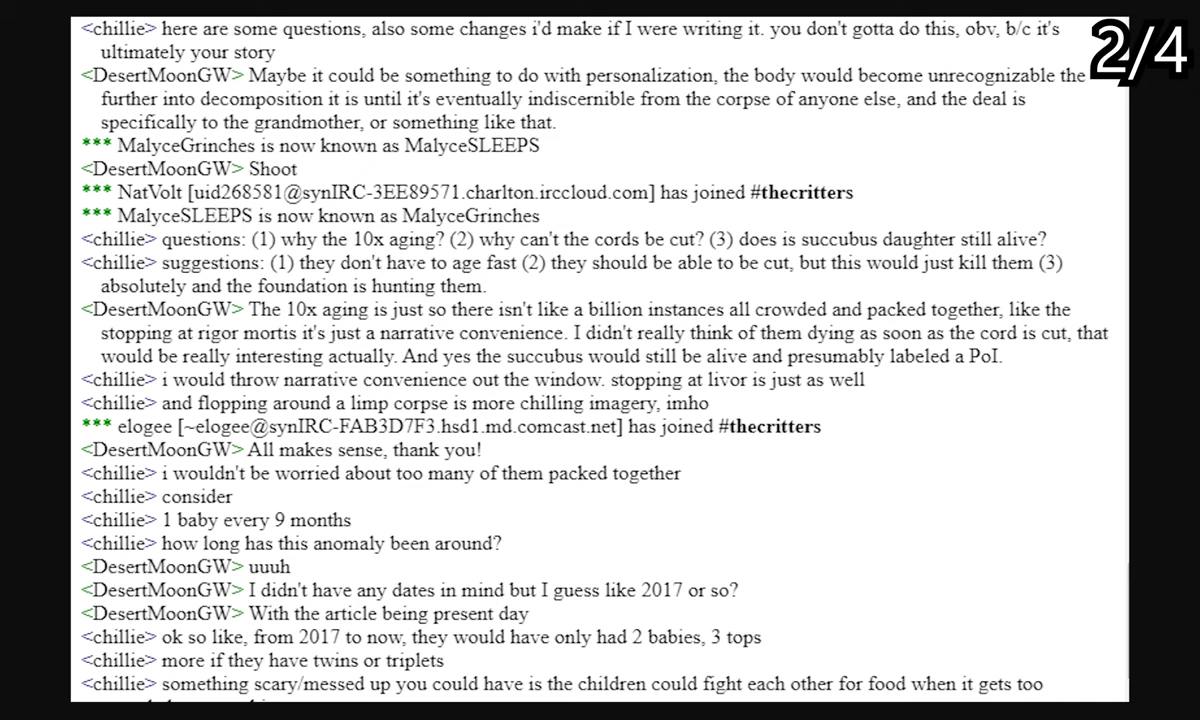 <chillie> here are some questions, also some changes i'd make if I were writing it. you don't gotta do this, obv, b/c it's
ultimately your story
2/4
<DesertMoonGW> Maybe it could be something to do with personalization, the body would become unrecognizable the
further into decomposition it is until it's eventually indiscernible from the corpse of anyone else, and the deal is
specifically to the grandmother, or something like that.
*** MalyceGrinches is now known as MalyceSLEEPS
<DesertMoonGW> Shoot
*** NatVolt [uid268581@synIRC-3EE89571.charlton.irccloud.com] has joined #thecritters
*** MalyceSLEEPS is now known as MalyceGrinches
<chillie> questions: (1) why the 10x aging? (2) why can't the cords be cut? (3) does is succubus daughter still alive?
<chillie> suggestions: (1) they don't have to age fast (2) they should be able to be cut, but this would just kill them (3)
absolutely and the foundation is hunting them.
<DesertMoonGW> The 10x aging is just so there isn't like a billion instances all crowded and packed together, like the
stopping at rigor mortis it's just a narrative convenience. I didn't really think of them dying as soon as the cord is cut, that
would be really interesting actually. And yes the succubus would still be alive and presumably labeled a PoI.
<chillie> i would throw narrative convenience out the window. stopping at livor is just as well
<chillie> and flopping around a limp corpse is more chilling imagery, imho
*** elogee [~elogee@synIRC-FAB3D7F3.hsd1.md.comcast.net] has joined #thecritters
<DesertMoonGW> All makes sense, thank you!
<chillie> i wouldn't be worried about too many of them packed together
<chillie> consider
<chillie> 1 baby every 9 months
<chillie> how long has this anomaly been around?
<DesertMoonGW> uuuh
<DesertMoonGW> I didn't have any dates in mind but I guess like 2017 or so?
<DesertMoonGW> With the article being present day
<chillie> ok so like, from 2017 to now, they would have only had 2 babies, 3 tops
<chillie> more if they have twins or triplets
<chillie> something scary/messed up you could have is the children could fight each other for food when it gets too